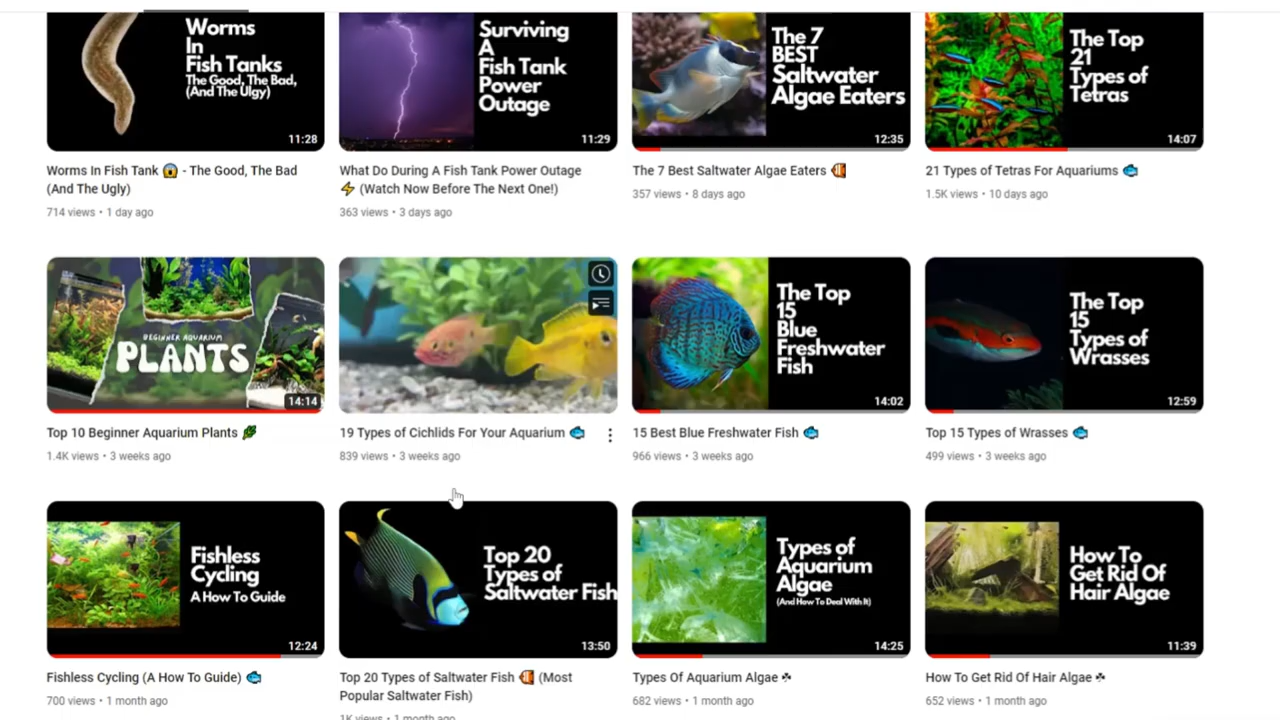 Worms
In
Fish Tanks
The Good, The Bad,
(And The Ulgy)
11:28
Surviving
A
Fish Tank
Power
Outage
11:29
The 7
BEST
Saltwater
Algae Eaters
12:35
The Top
21
Types of
Tetras
14:07
Worms In Fish Tank 😱 - The Good, The Bad
(And The Ugly)
714 views • 1 day ago
What Do During A Fish Tank Power Outage
⚡ (Watch Now Before The Next One!)
363 views • 3 days ago
The 7 Best Saltwater Algae Eaters 🐠
357 views • 8 days ago
21 Types of Tetras For Aquariums 🐟
1.5K views • 10 days ago
BEGINNER AQUARIUM
PLANTS
14:14
The Top
15
Blue
Freshwater
Fish
14:02
The Top
15
Types of
Wrasses
12:59
Top 10 Beginner Aquarium Plants 🌿
1.4K views • 3 weeks ago
19 Types of Cichlids For Your Aquarium 🐟
839 views • 3 weeks ago
15 Best Blue Freshwater Fish 🐟
966 views • 3 weeks ago
Top 15 Types of Wrasses 🐟
499 views • 3 weeks ago
Fishless
Cycling
A How To Guide
12:24
Top 20
Types of
Saltwater Fish
13:50
Types of
Aquarium
Algae
(And How To Deal With It)
14:25
How To
Get Rid Of
Hair Algae
11:39
Fishless Cycling (A How To Guide) 🐟
700 views • 1 month ago
Top 20 Types of Saltwater Fish 🐠 (Most
Popular Saltwater Fish)
1K views • 1 month ago
Types Of Aquarium Algae ☘
682 views • 1 month ago
How To Get Rid Of Hair Algae ☘
652 views • 1 month ago